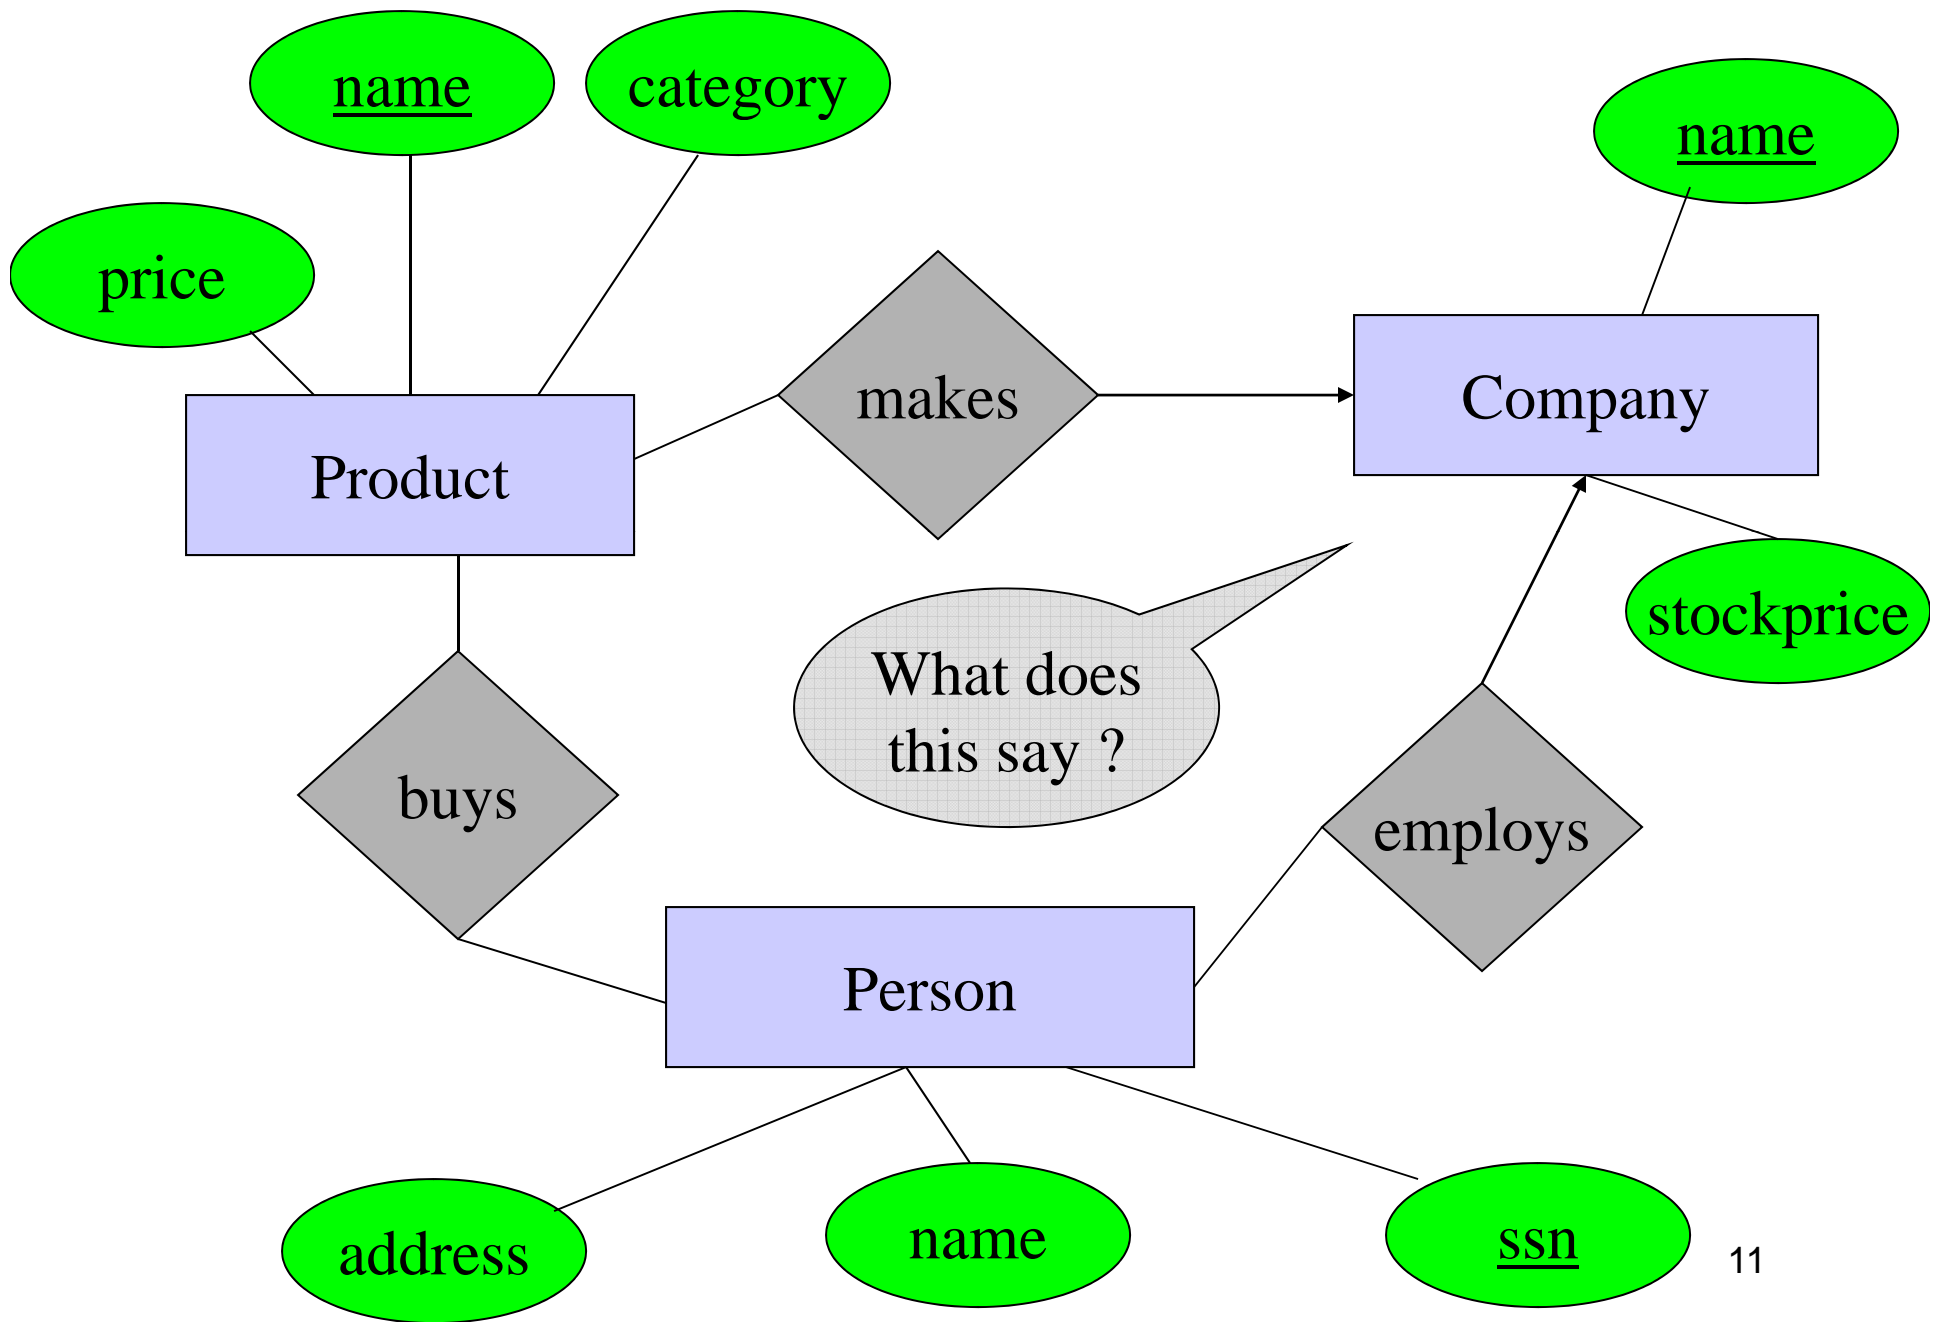 name
category
name
price
makes
Company
Product
stockprice
What does
this say ?
buys
employs
Person
address
name
ssn
11